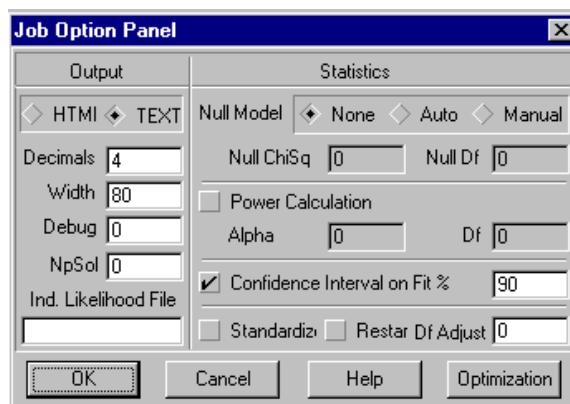 Job Option Panel
Output
Statistics
HTMl TEXT
Null Model None Auto Manual
Decimals 4
Null ChiSq 0 Null Df 0
Width 80
Power Calculation
Debug 0
Alpha 0 Df 0
NpSol 0
Confidence Interval on Fit % 90
Ind. Likelihood File
Standardiz Restar Df Adjust 0
OK Cancel Help Optimization